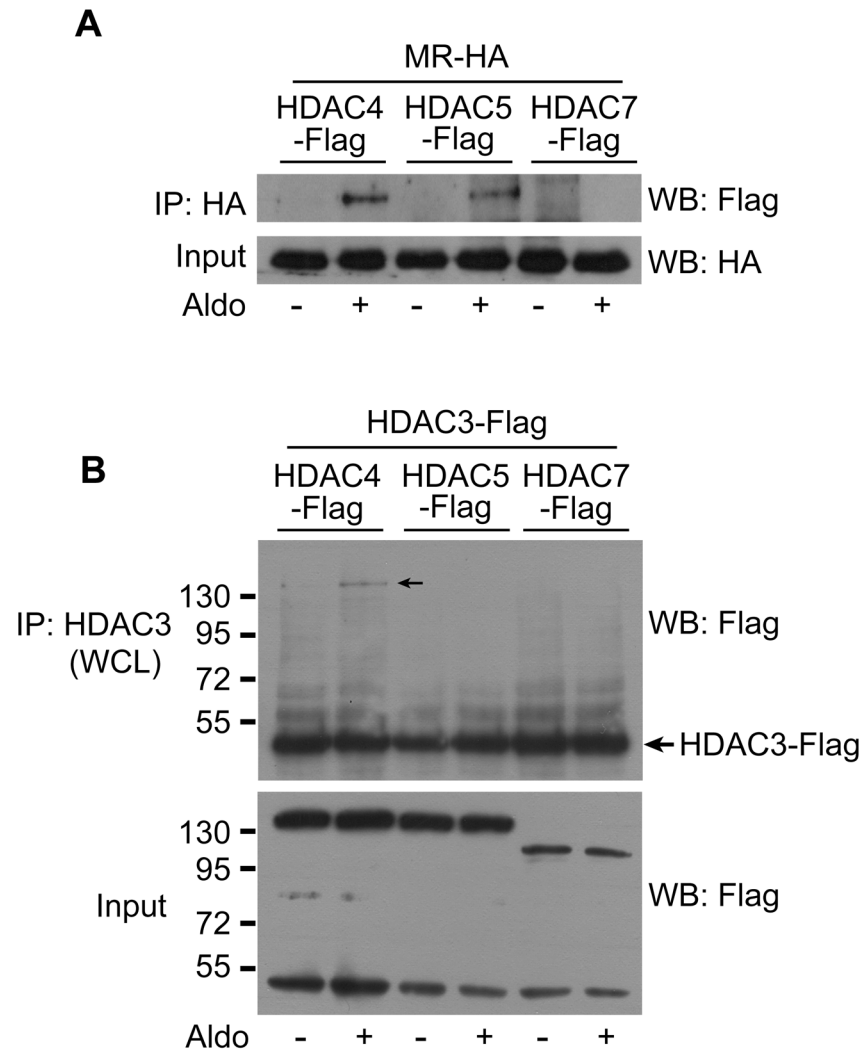 A
MR-HA
HDAC4 HDAC5 HDAC7
-Flag -Flag -Flag
IP: HA WB: Flag
Input WB: HA
Aldo - + - + - +
HDAC3-Flag
B
HDAC4 HDAC5 HDAC7
-Flag -Flag -Flag
130
IP: HDAC3 WB: Flag
95
(WCL)
72
55
HDAC3-Flag
130
95
Input WB: Flag
72
55
Aldo - + - + - +